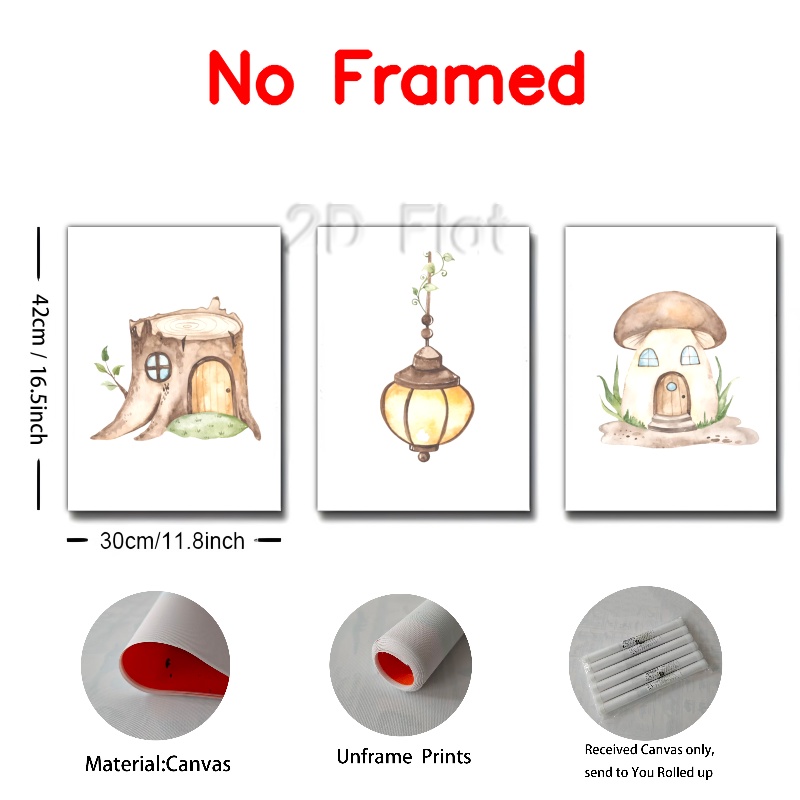 No Framed
2D Flat
42cm / 16.5inch
30cm/11.8inch
Material:Canvas
Unframe Prints
Received Canvas only,
send to You Rolled up